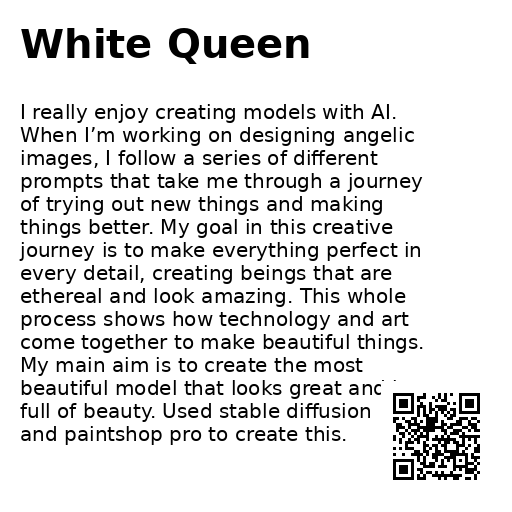 White Queen
I really enjoy creating models with AI.
When I’m working on designing angelic
images, I follow a series of different
prompts that take me through a journey
of trying out new things and making
things better. My goal in this creative
journey is to make everything perfect in
every detail, creating beings that are
ethereal and look amazing. This whole
process shows how technology and art
come together to make beautiful things.
My main aim is to create the most
beautiful model that looks great and
full of beauty. Used stable diffusion
and paintshop pro to create this.